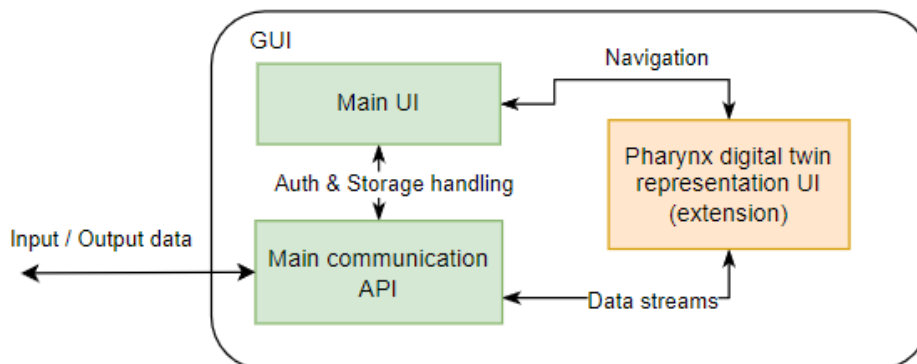 GUI
Navigation
Main UI
Pharynx digital twin
representation UI
(extension)
Auth & Storage handling
Input / Output data
Main communication
API
Data streams